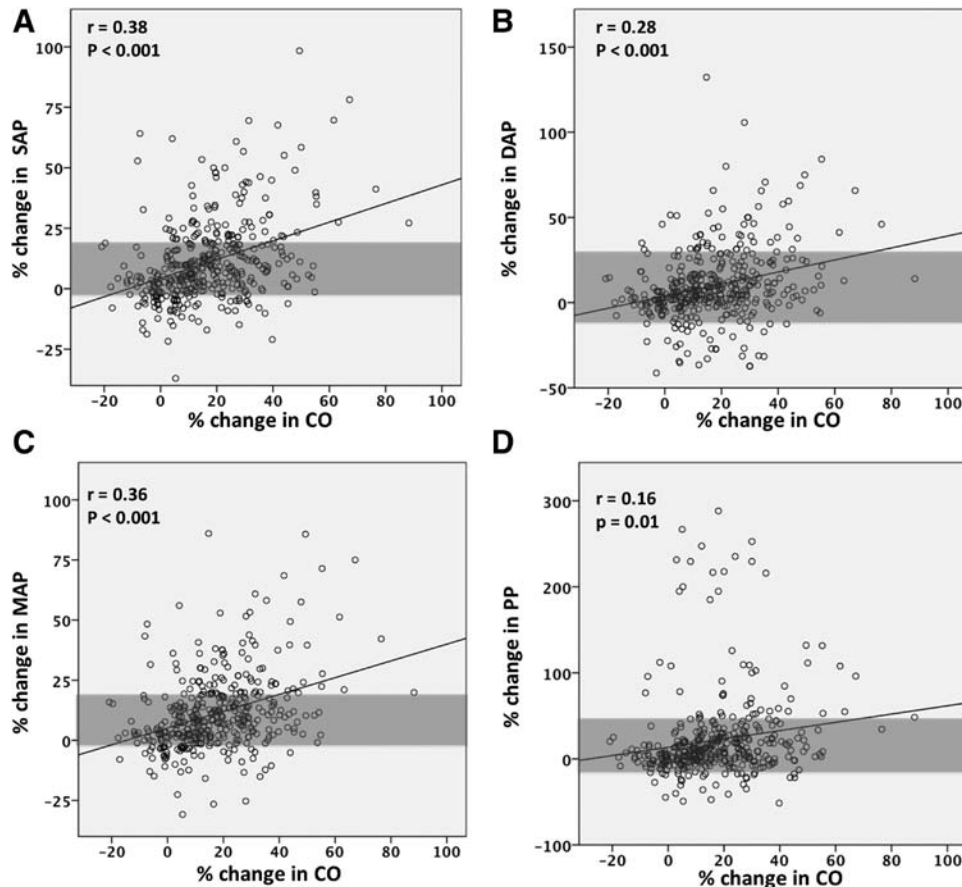 A
r = 0.38
P < 0.001
100
75
50
25
0
−25
% change in SAP
−20 0 20 40 60 80 100
% change in CO
B
r = 0.28
P < 0.001
150
100
50
0
−50
% change in DAP
−20 0 20 40 60 80 100
% change in CO
C
r = 0.36
P < 0.001
100
75
50
25
0
−25
% change in MAP
−20 0 20 40 60 80 100
% change in CO
D
r = 0.16
p = 0.01
300
200
100
0
−100
% change in PP
−20 0 20 40 60 80 100
% change in CO